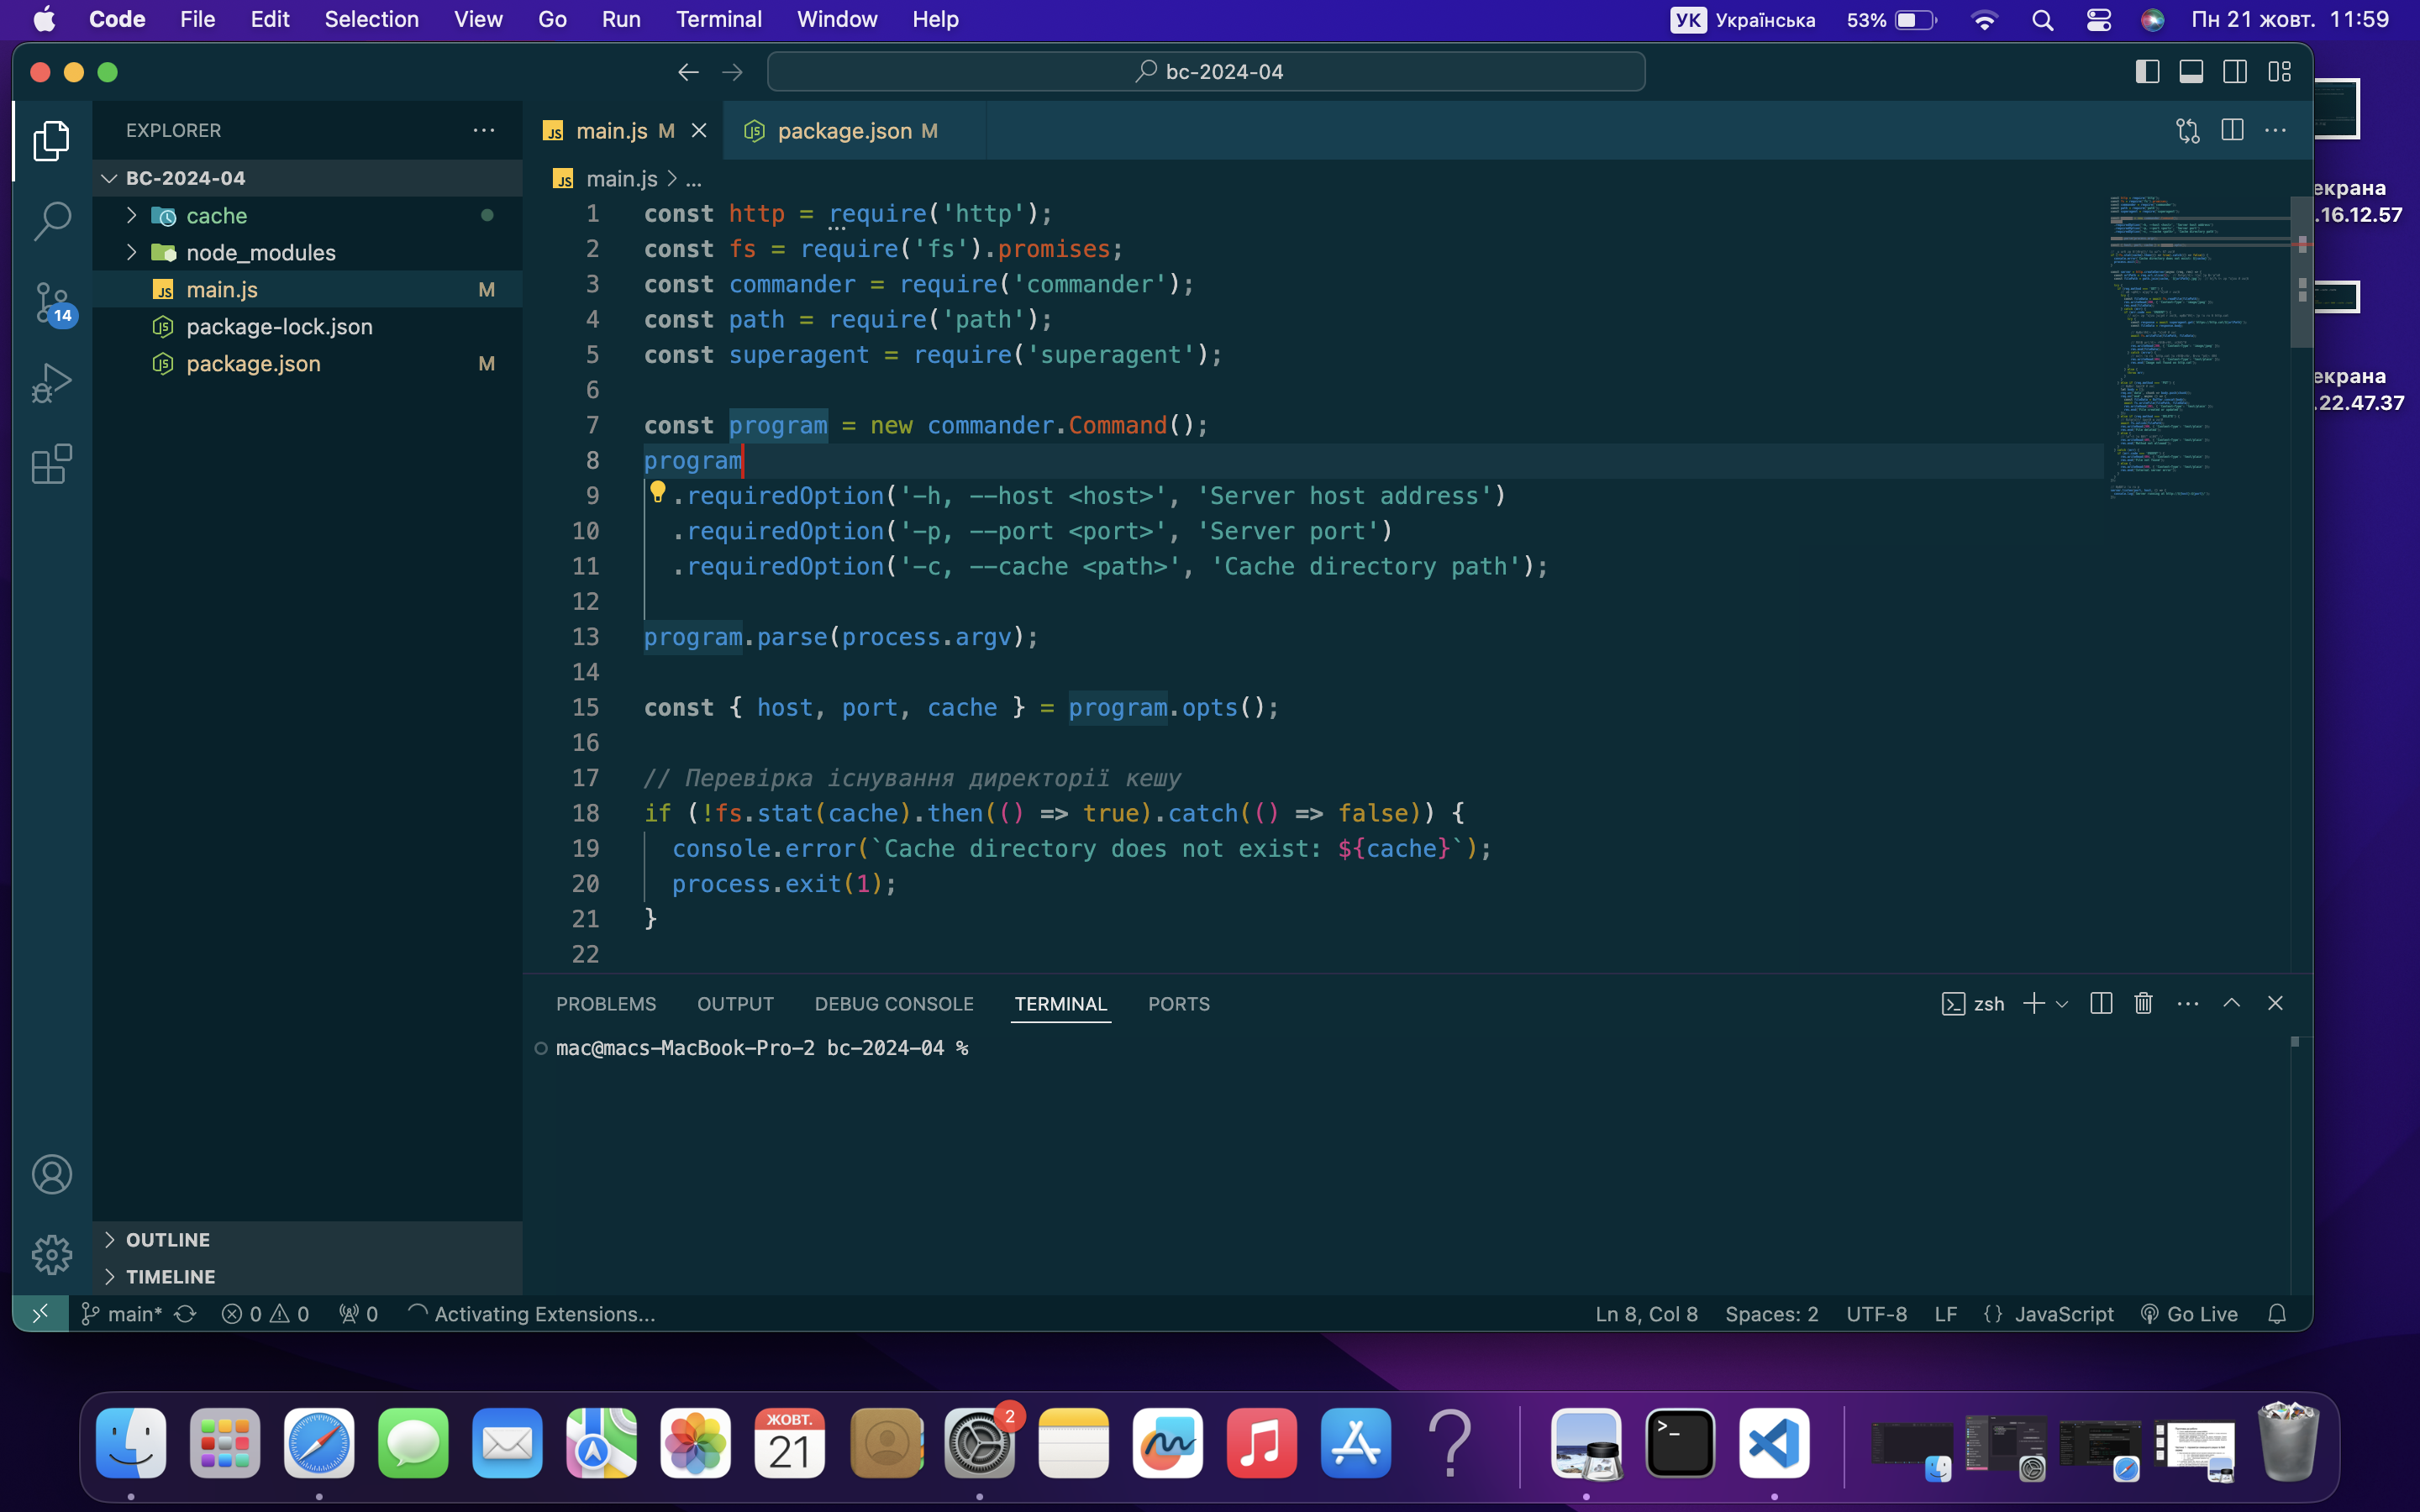 Code File Edit Selection View Go Run Terminal Window Help УК Українська 53% Пн 21 жовт. 11:59
bc-2024-04
EXPLORER
BC-2024-04
cache
node_modules
main.js M
package-lock.json
package.json M
14
main.js M
package.json M
main.js > ...
1 const http = require('http');
2 const fs = require('fs').promises;
3 const commander = require('commander');
4 const path = require('path');
5 const superagent = require('superagent');
6
7 const program = new commander.Command();
8 program
9 .requiredOption('-h, --host <host>', 'Server host address')
10 .requiredOption('-p, --port <port>', 'Server port')
11 .requiredOption('-c, --cache <path>', 'Cache directory path');
12
13 program.parse(process.argv);
14
15 const { host, port, cache } = program.opts();
16
17 // Перевірка існування директорії кешу
18 if (!fs.stat(cache).then(() => true).catch(() => false)) {
19 console.error(`Cache directory does not exist: ${cache}`);
20 process.exit(1);
21 }
22
екрана
.16.12.57
екрана
.22.47.37
PROBLEMS OUTPUT DEBUG CONSOLE TERMINAL PORTS zsh
mac@macs-MacBook-Pro-2 bc-2024-04 %
OUTLINE
TIMELINE
main* 0 0 0 Activating Extensions... Ln 8, Col 8 Spaces: 2 UTF-8 LF {} JavaScript Go Live
ЖОВТ.
21
2